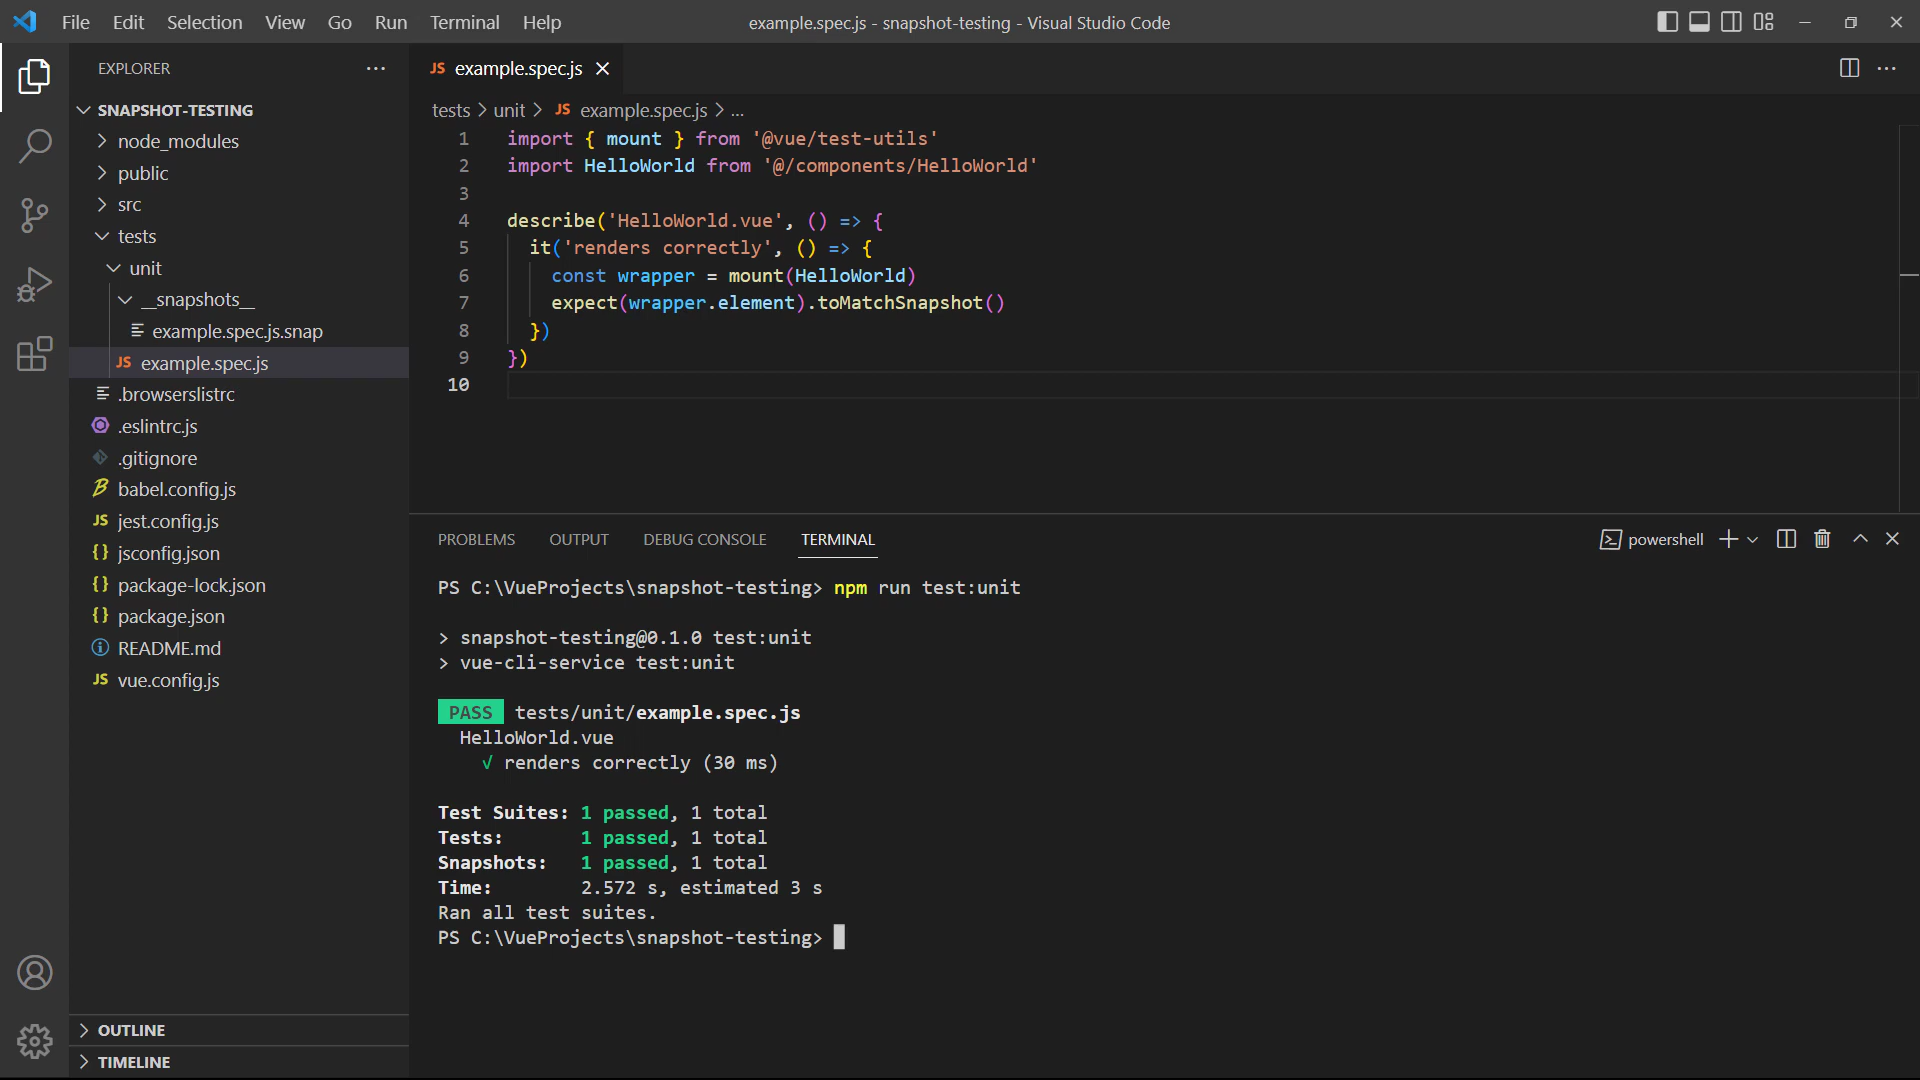 File Edit Selection View Go Run Terminal Help
example.spec.js - snapshot-testing - Visual Studio Code
EXPLORER
SNAPSHOT-TESTING
node_modules
public
src
tests
unit
__snapshots__
example.spec.js.snap
JS example.spec.js
.browserslistrc
.eslintrc.js
.gitignore
babel.config.js
JS jest.config.js
{} jsconfig.json
{} package-lock.json
{} package.json
README.md
JS vue.config.js
OUTLINE
TIMELINE
JS example.spec.js
tests > unit > JS example.spec.js > ...
1 import { mount } from '@vue/test-utils'
2 import HelloWorld from '@/components/HelloWorld'
3
4 describe('HelloWorld.vue', () => {
5 it('renders correctly', () => {
6 const wrapper = mount(HelloWorld)
7 expect(wrapper.element).toMatchSnapshot()
8 })
9 })
10
PROBLEMS OUTPUT DEBUG CONSOLE TERMINAL
powershell
PS C:\VueProjects\snapshot-testing> npm run test:unit
> snapshot-testing@0.1.0 test:unit
> vue-cli-service test:unit
PASS tests/unit/example.spec.js
HelloWorld.vue
√ renders correctly (30 ms)
Test Suites: 1 passed, 1 total
Tests: 1 passed, 1 total
Snapshots: 1 passed, 1 total
Time: 2.572 s, estimated 3 s
Ran all test suites.
PS C:\VueProjects\snapshot-testing>